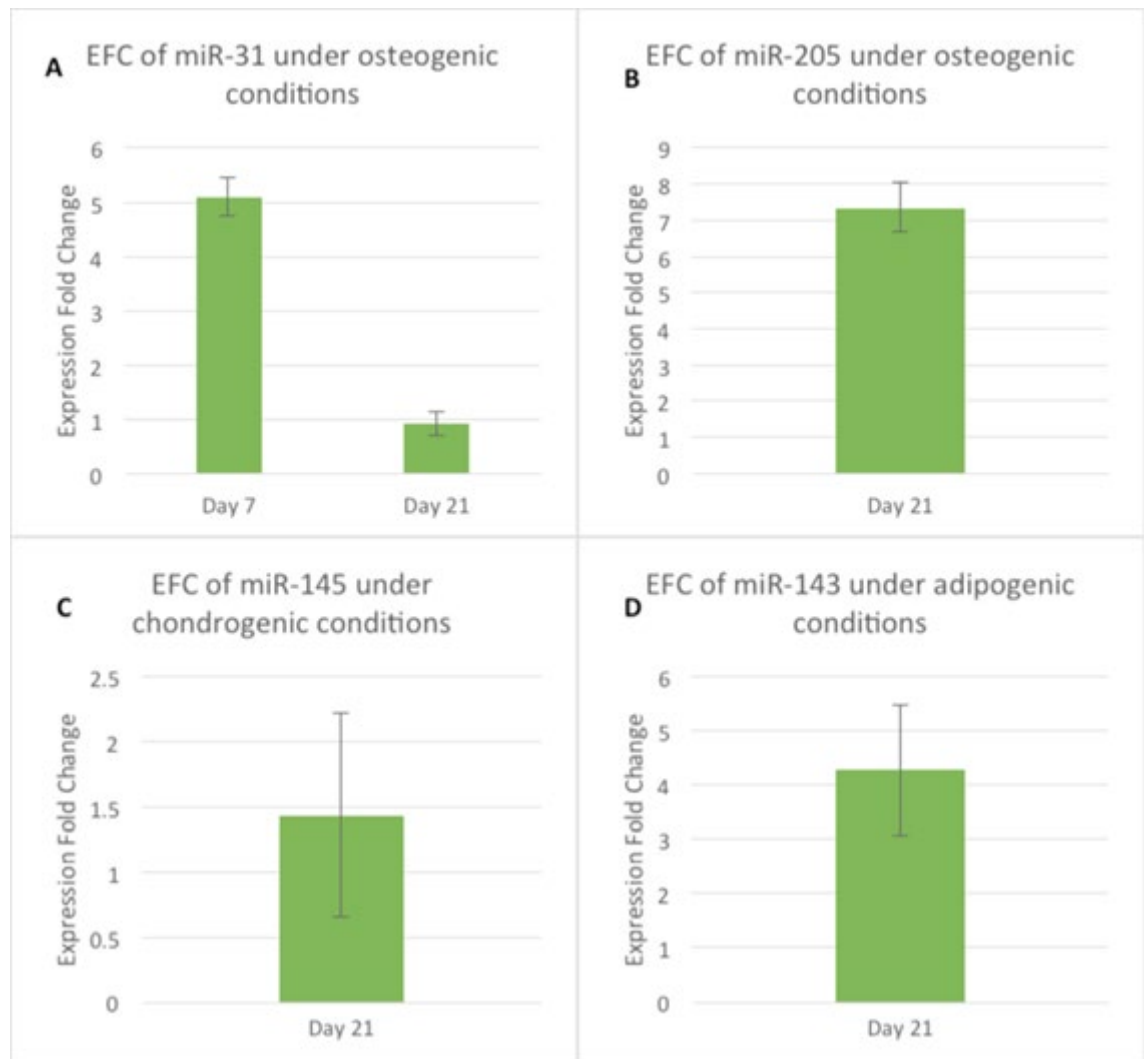 A
EFC of miR-31 under osteogenic
conditions
Expression Fold Change
6
5
4
3
2
1
0
Day 7 Day 21
B
EFC of miR-205 under osteogenic
conditions
Expression Fold Change
9
8
7
6
5
4
3
2
1
0
Day 21
C
EFC of miR-145 under
chondrogenic conditions
Expression Fold Change
2.5
2
1.5
1
0.5
0
Day 21
D
EFC of miR-143 under adipogenic
conditions
Expression Fold Change
6
5
4
3
2
1
0
Day 21